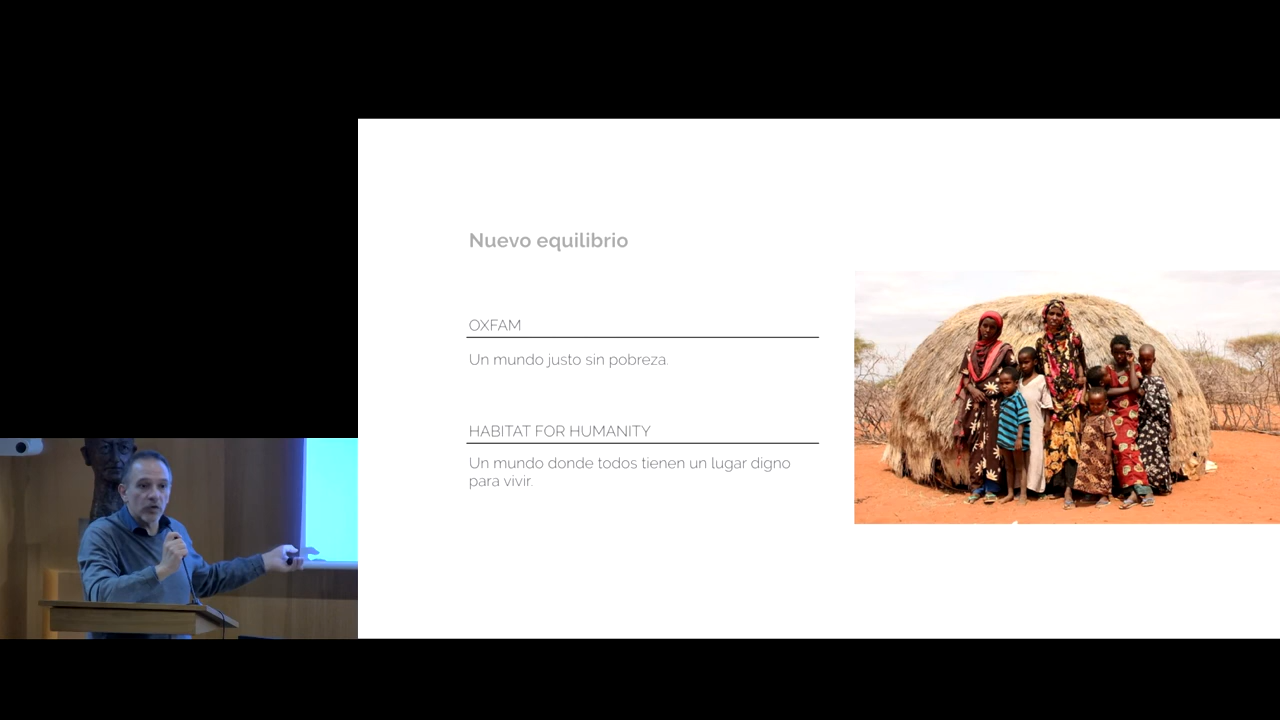 Nuevo equilibrio
OXFAM
Un mundo justo sin pobreza.
HABITAT FOR HUMANITY
Un mundo donde todos tienen un lugar digno
para vivir.